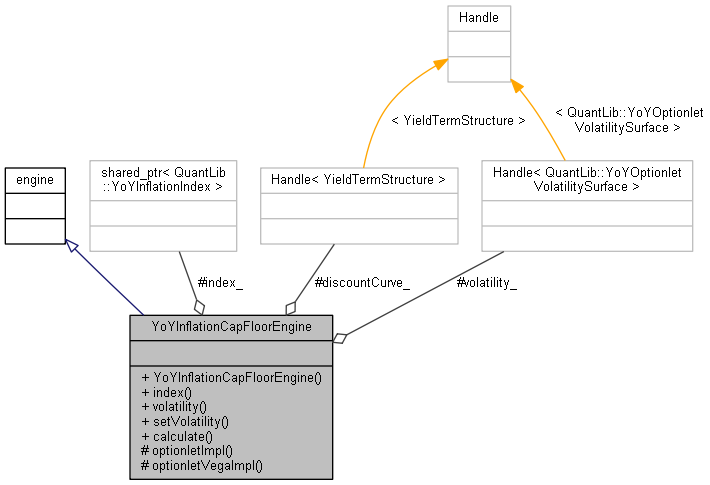 Handle
< YieldTermStructure >
< QuantLib::YoYOptionlet
VolatilitySurface >
engine
shared_ptr< QuantLib
::YoYInflationIndex >
Handle< YieldTermStructure >
Handle< QuantLib::YoYOptionlet
VolatilitySurface >
#index_
#discountCurve_
#volatility_
YoYInflationCapFloorEngine
+ YoYInflationCapFloorEngine()
+ index()
+ volatility()
+ setVolatility()
+ calculate()
# optionletImpl()
# optionletVegaImpl()